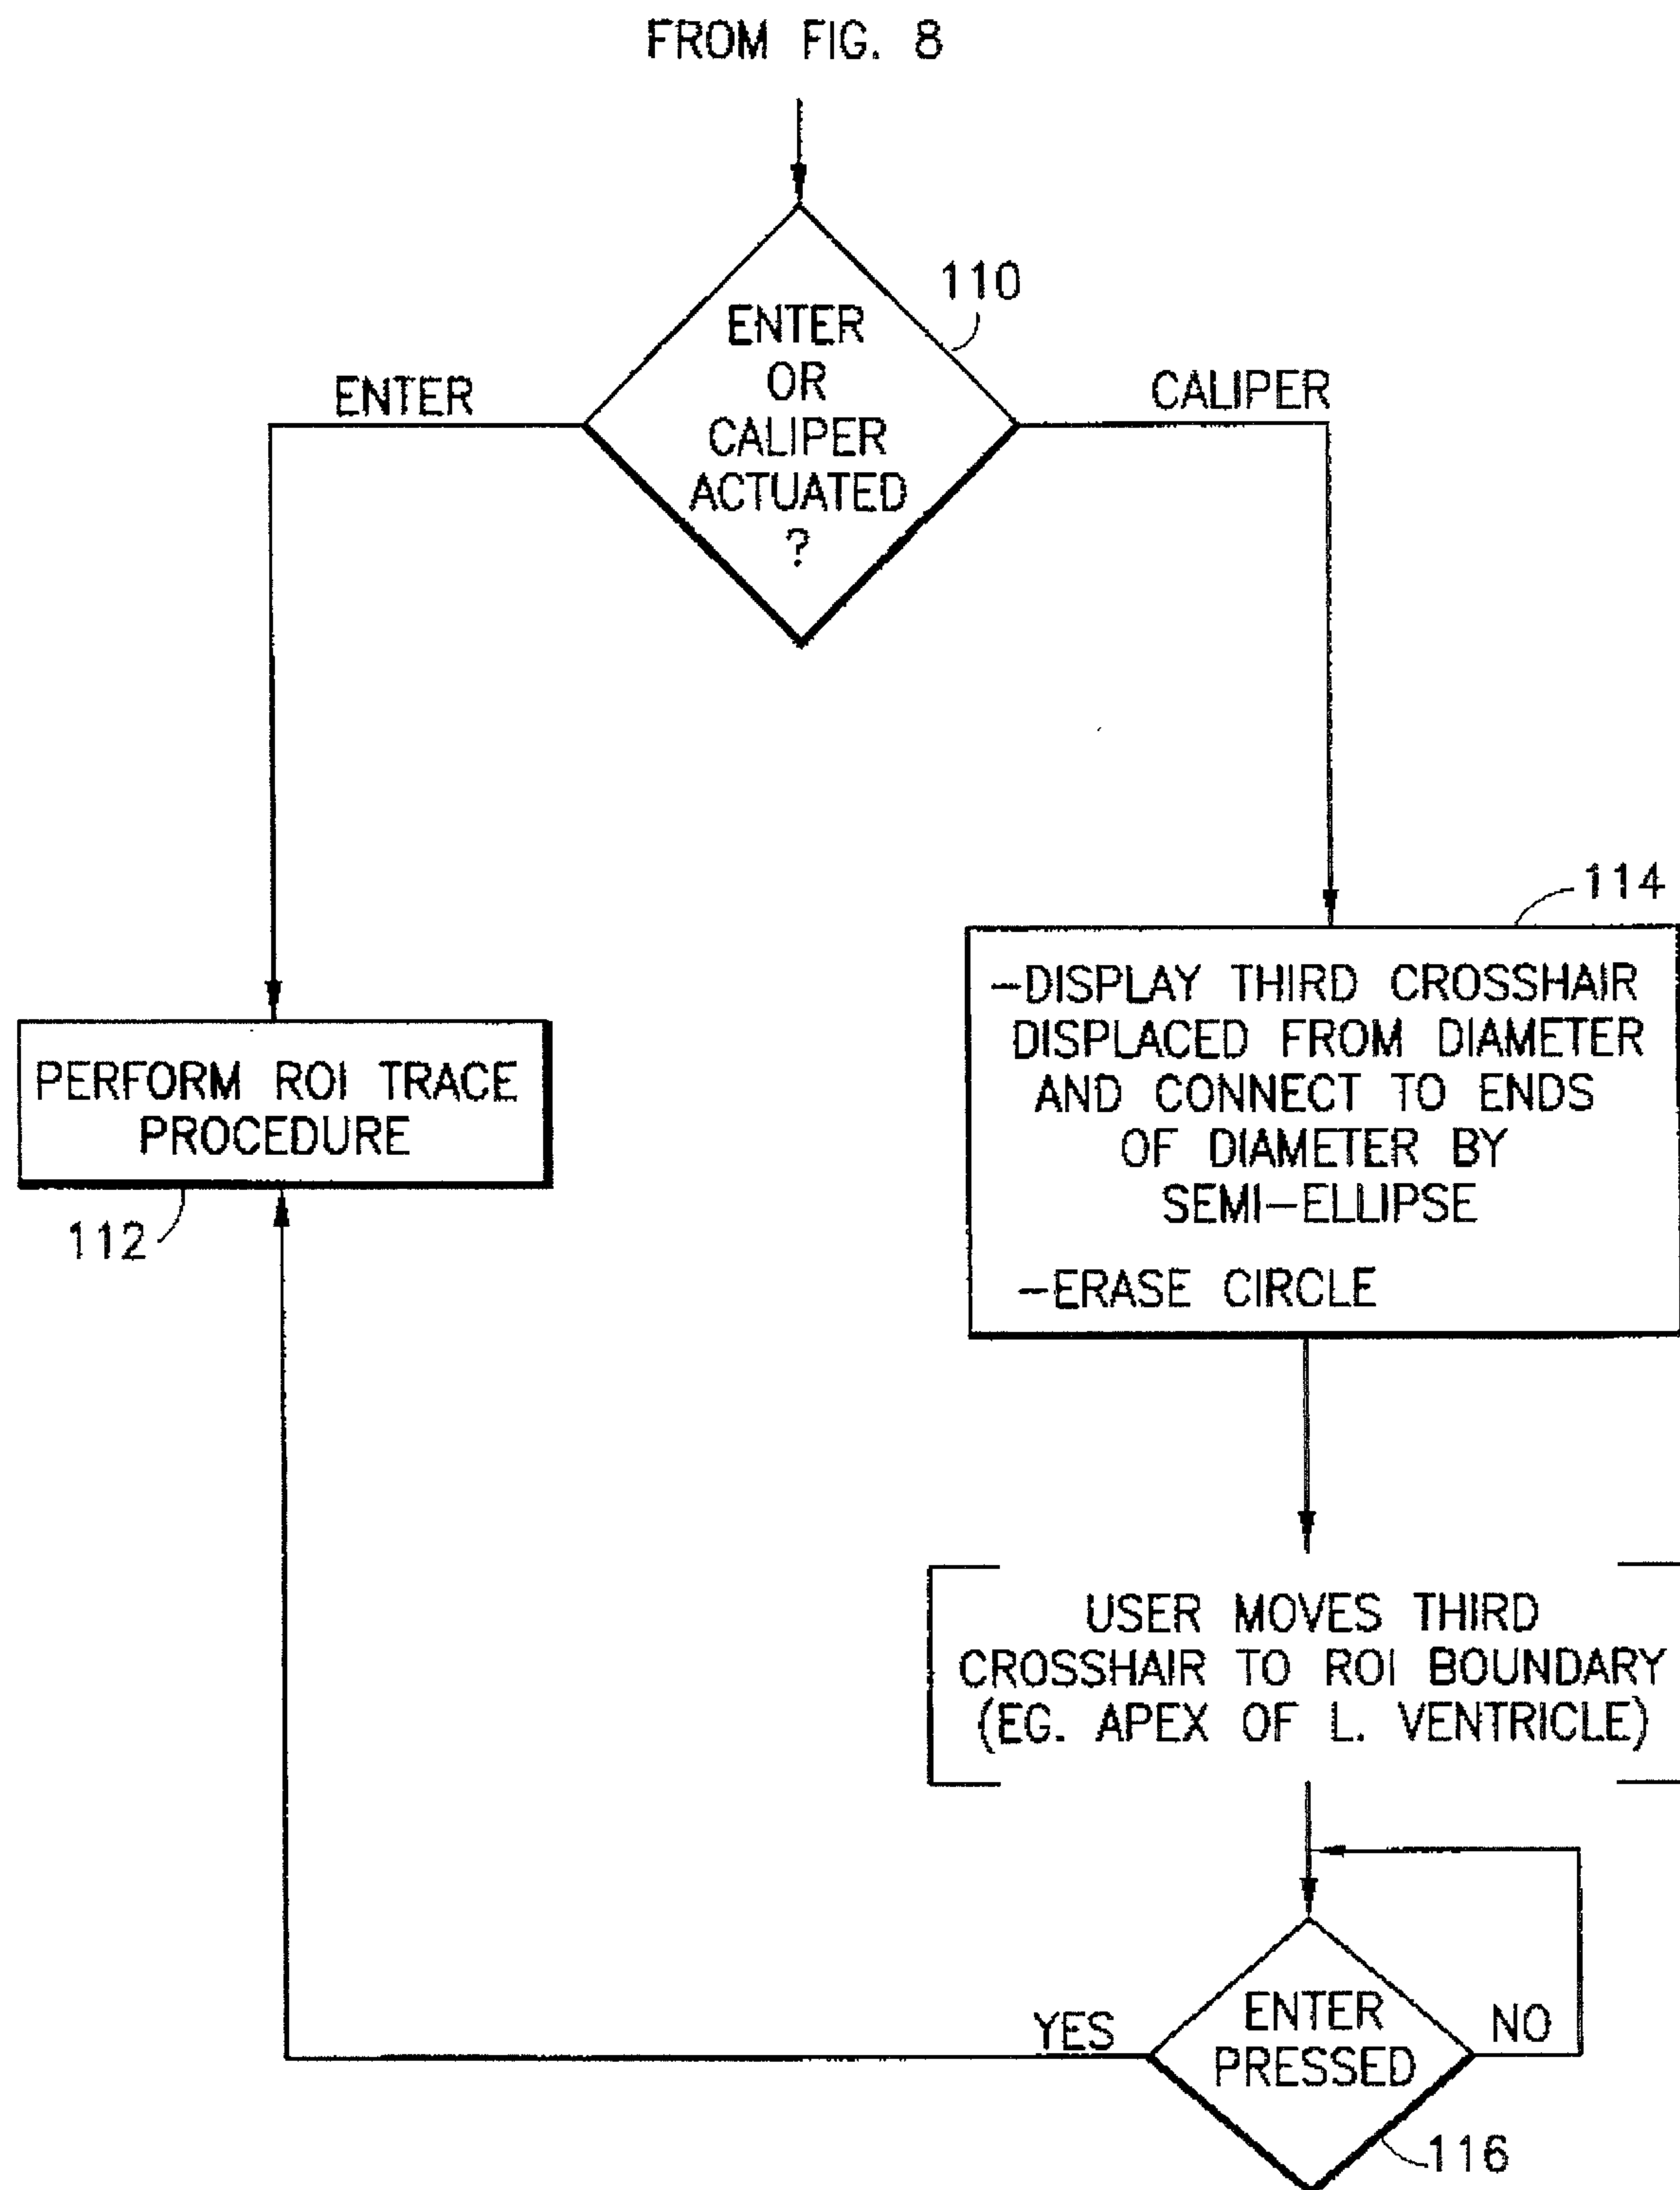 FROM FIG. 8
110
ENTER
OR
CALIPER
ACTUATED
?
ENTER
CALIPER
114
-DISPLAY THIRD CROSSHAIR
DISPLACED FROM DIAMETER
AND CONNECT TO ENDS
OF DIAMETER BY
SEMI-ELLIPSE
-ERASE CIRCLE
PERFORM ROI TRACE
PROCEDURE
112
USER MOVES THIRD
CROSSHAIR TO ROI BOUNDARY
(EG. APEX OF L. VENTRICLE)
ENTER
PRESSED
YES
NO
116